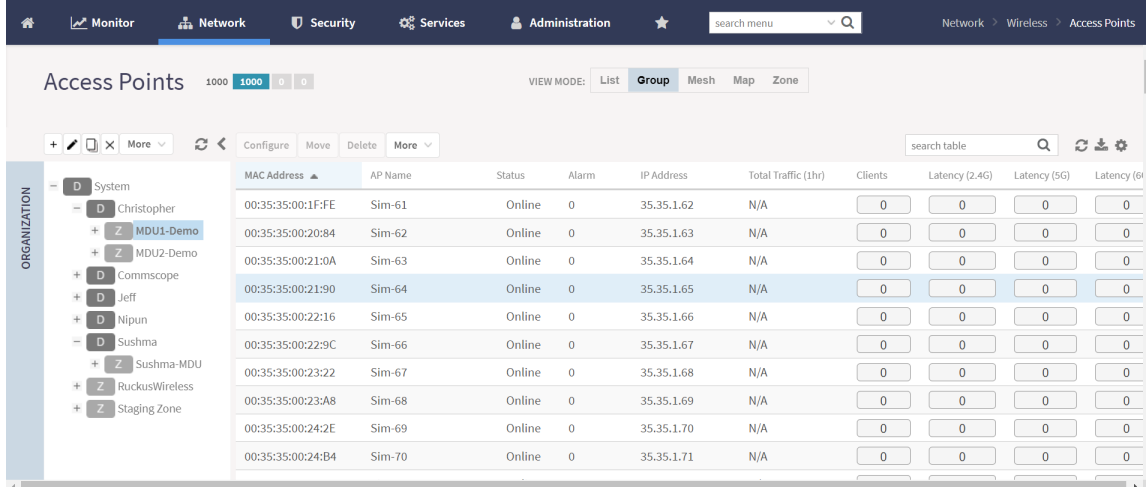 Monitor Network Security Services Administration search menu Network > Wireless > Access Points
Access Points 1000 1000 0 0 VIEW MODE: List Group Mesh Map Zone
More Configure Move Delete More search table
ORGANIZATION
D System
D Christopher
Z MDU1-Demo
Z MDU2-Demo
D Commscope
D Jeff
D Nipun
D Sushma
Z Sushma-MDU
Z RuckusWireless
Z Staging Zone
MAC Address AP Name Status Alarm IP Address Total Traffic (1hr) Clients Latency (2.4G) Latency (5G) Latency (6
00:35:35:00:1F:FE Sim-61 Online 0 35.35.1.62 N/A 0 0 0 0
00:35:35:00:20:84 Sim-62 Online 0 35.35.1.63 N/A 0 0 0 0
00:35:35:00:21:0A Sim-63 Online 0 35.35.1.64 N/A 0 0 0 0
00:35:35:00:21:90 Sim-64 Online 0 35.35.1.65 N/A 0 0 0 0
00:35:35:00:22:16 Sim-65 Online 0 35.35.1.66 N/A 0 0 0 0
00:35:35:00:22:9C Sim-66 Online 0 35.35.1.67 N/A 0 0 0 0
00:35:35:00:23:22 Sim-67 Online 0 35.35.1.68 N/A 0 0 0 0
00:35:35:00:23:A8 Sim-68 Online 0 35.35.1.69 N/A 0 0 0 0
00:35:35:00:24:2E Sim-69 Online 0 35.35.1.70 N/A 0 0 0 0
00:35:35:00:24:B4 Sim-70 Online 0 35.35.1.71 N/A 0 0 0 0